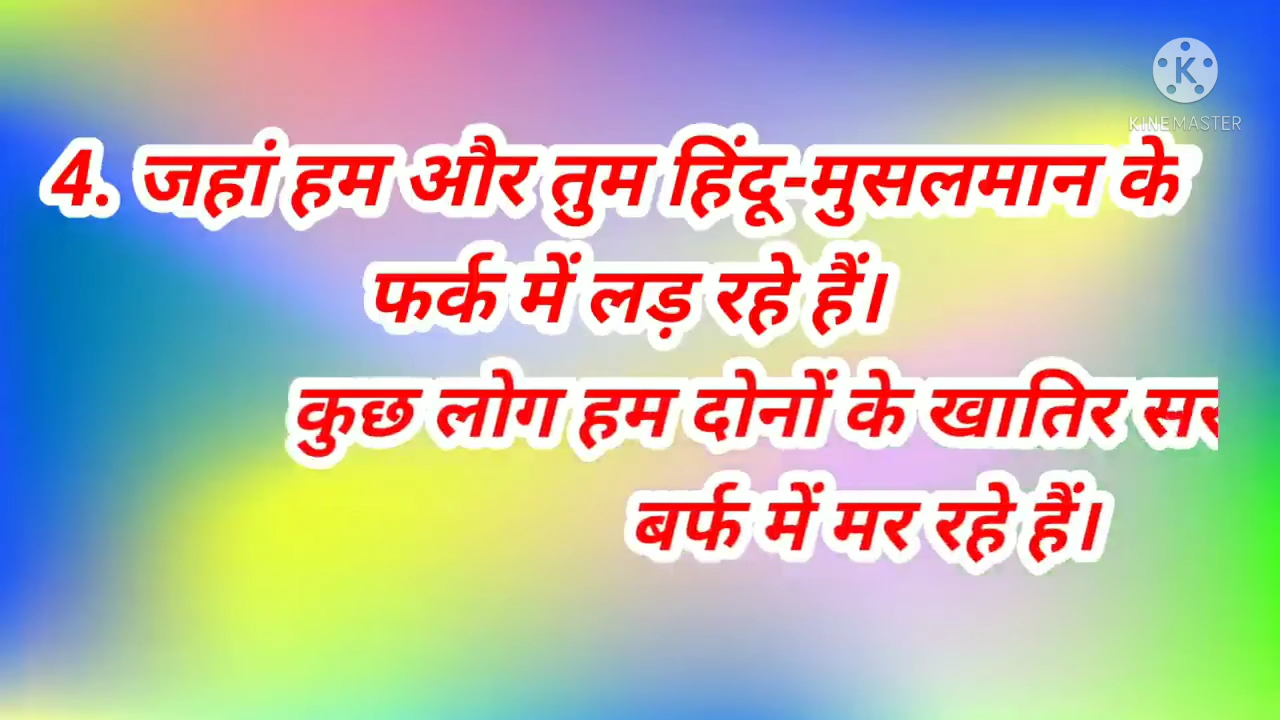 KINEMASTER
4. जहां हम और तुम हिंदू-मुसलमान के
फर्क में लड़ रहे हैं।
कुछ लोग हम दोनों के खातिर
बर्फ में मर रहे हैं।